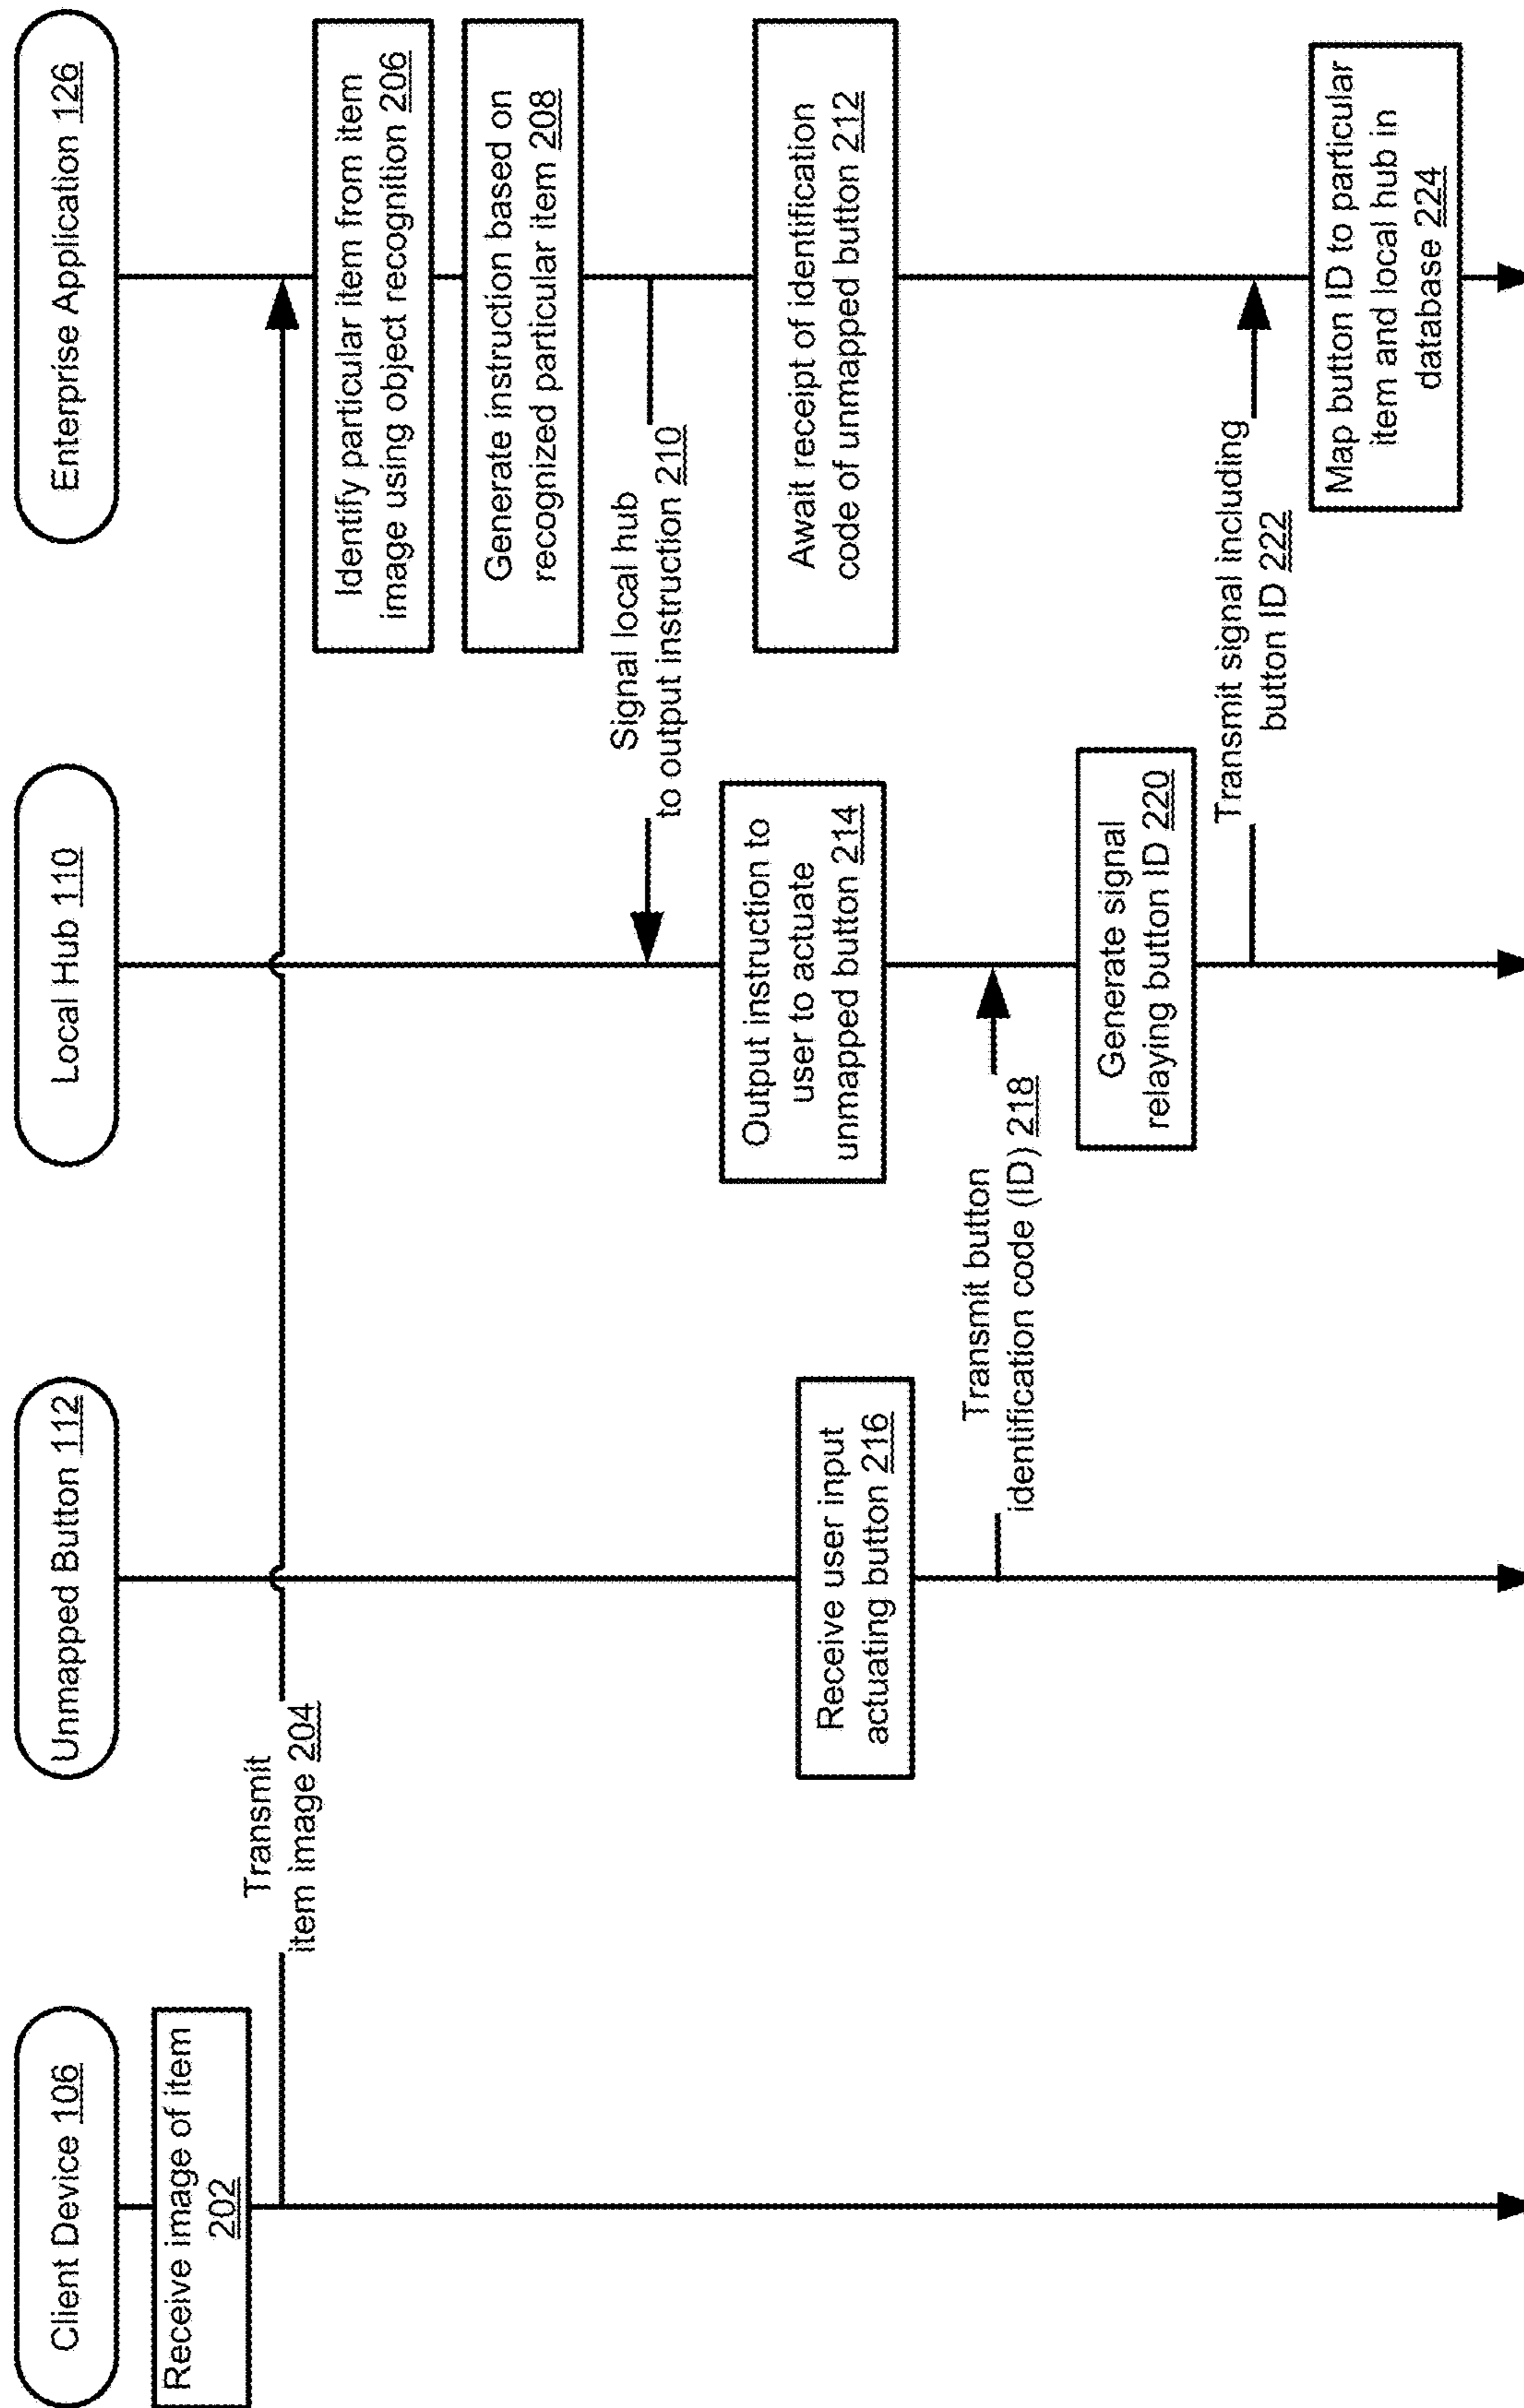 Client Device 106
Unmapped Button 112
Local Hub 110
Enterprise Application 126
Receive image of item
202
Transmit
item image 204
Identify particular item from item
image using object recognition 206
Generate instruction based on
recognized particular item 208
Signal local hub
to output instruction 210
Await receipt of identification
code of unmapped button 212
Output instruction to
user to actuate
unmapped button 214
Receive user input
actuating button 216
Transmit button
identification code (ID) 218
Generate signal
relaying button ID 220
Transmit signal including
button ID 222
Map button ID to particular
item and local hub in
database 224